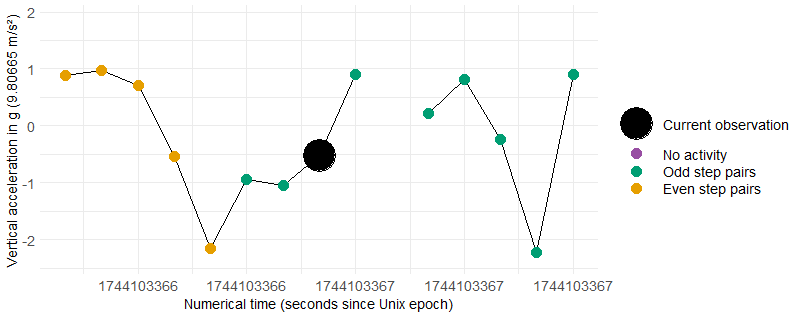 Vertical acceleration in g (9.80665 m/s²)
2
1
0
-1
-2
1744103366
1744103366
1744103367
1744103367
1744103367
Numerical time (seconds since Unix epoch)
Current observation
No activity
Odd step pairs
Even step pairs